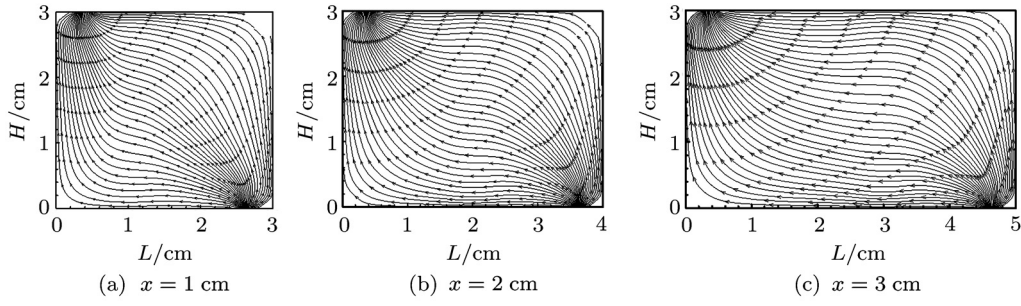 3
2
1
0
H/cm
0 1 2 3
L/cm
(a) x = 1 cm
3
2
1
0
H/cm
0 1 2 3 4
L/cm
(b) x = 2 cm
3
2
1
0
H/cm
0 1 2 3 4 5
L/cm
(c) x = 3 cm